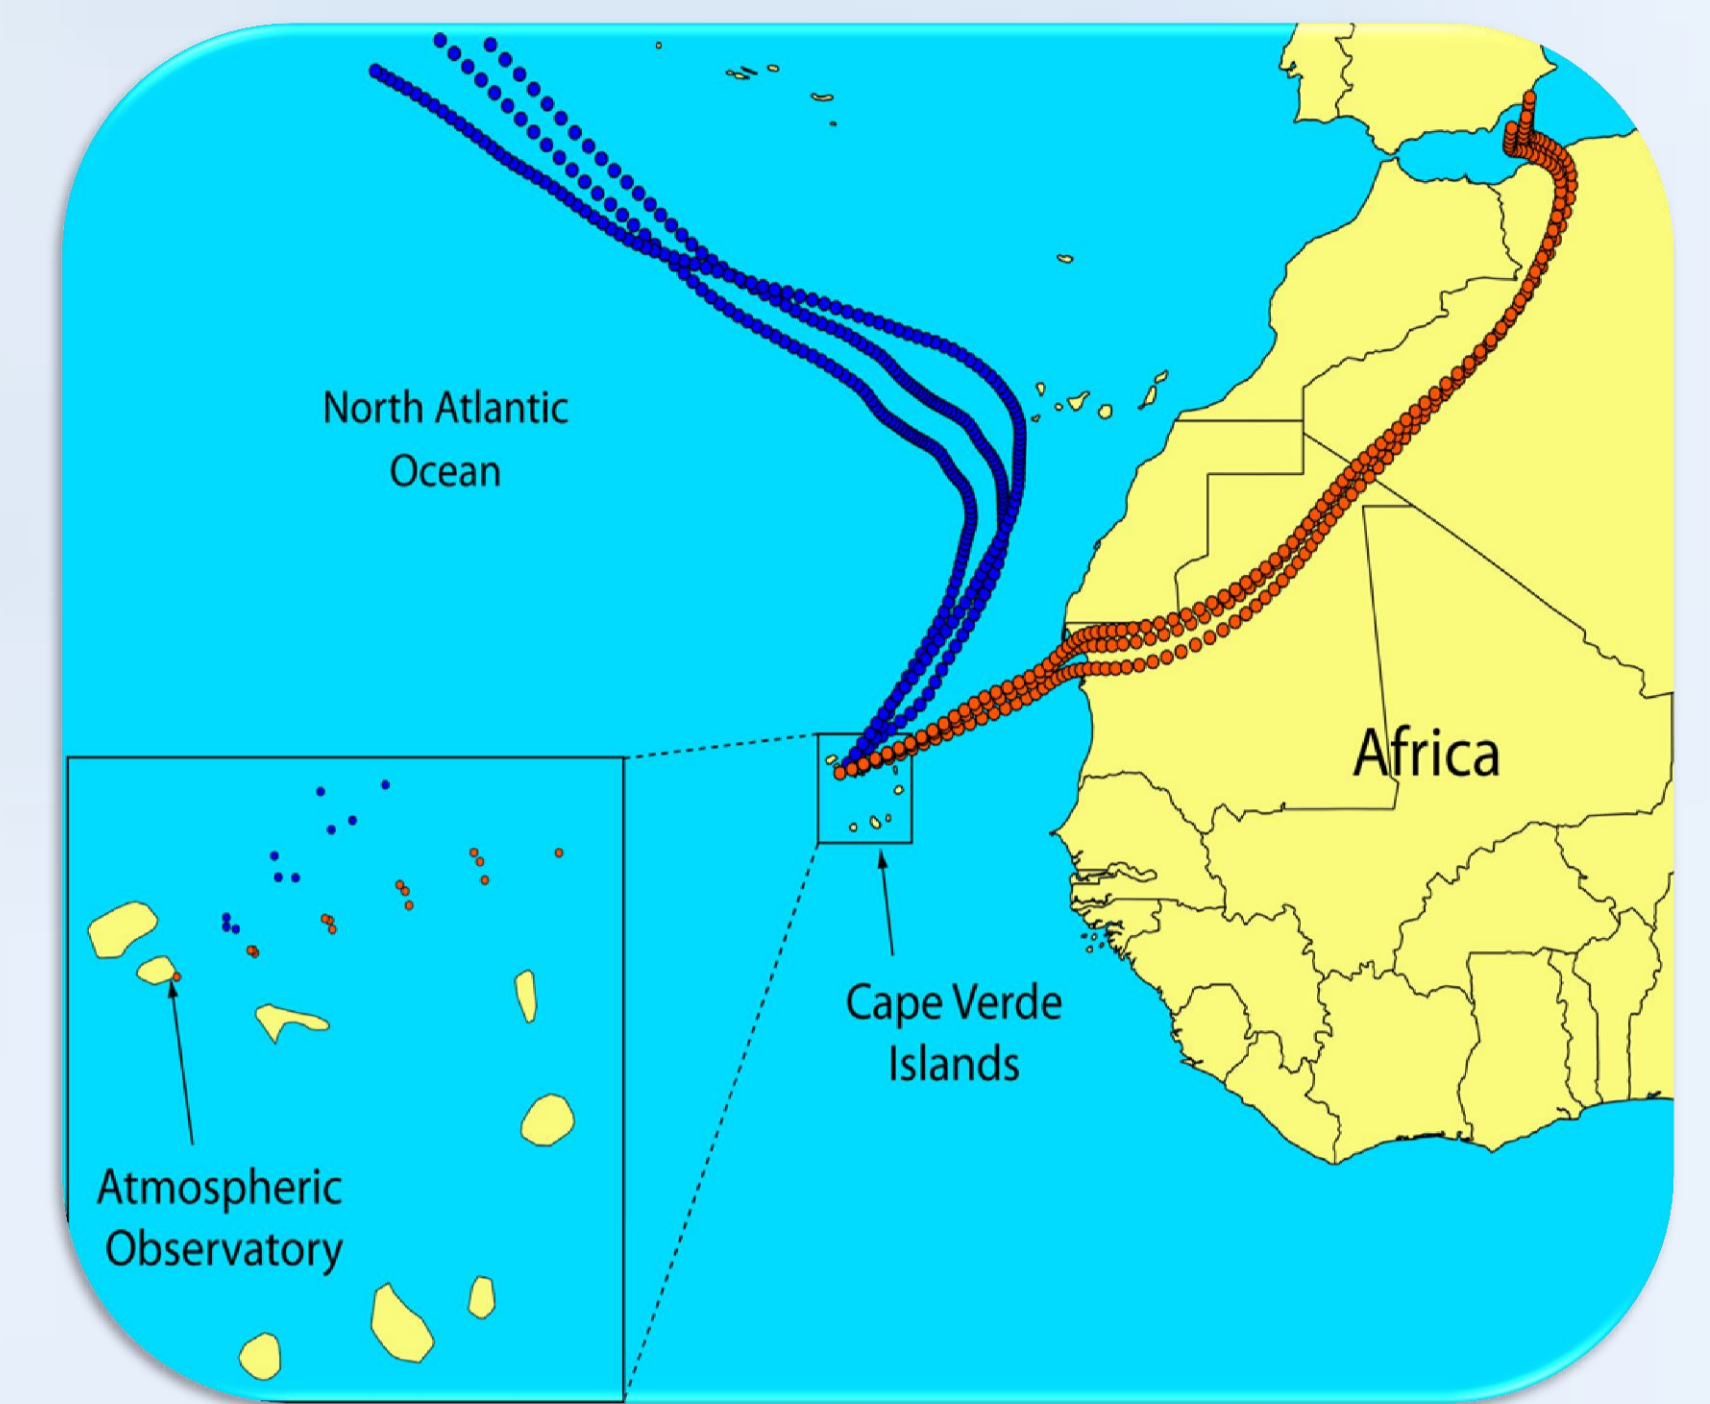 North Atlantic
Ocean
Africa
Cape Verde
Islands
Atmospheric
Observatory